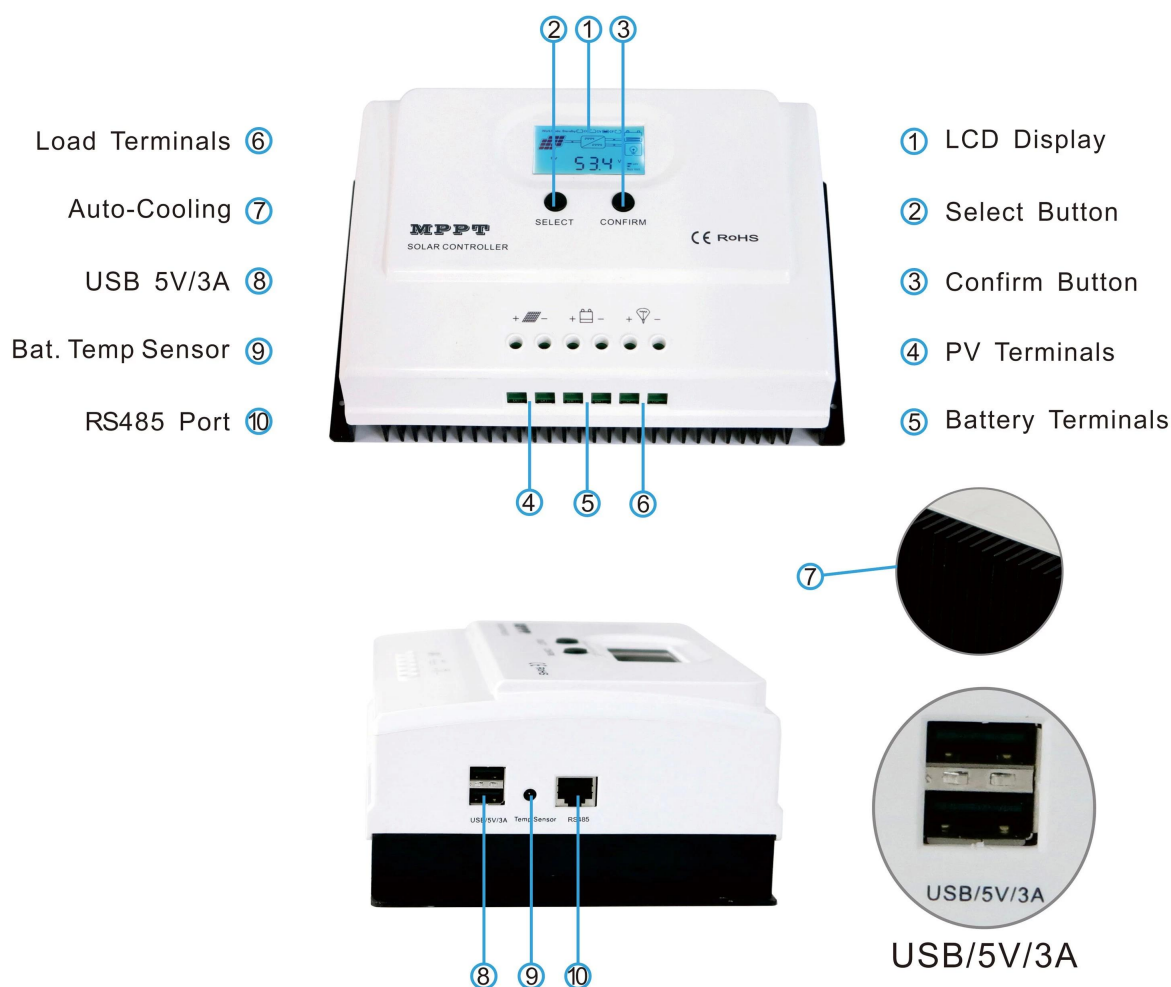 ② ① ③
Load Terminals ⑥
Auto-Cooling ⑦
USB 5V/3A ⑧
Bat. Temp Sensor ⑨
RS485 Port ⑩
53.4
SELECT CONFIRM
MPPT
SOLAR CONTROLLER
CE RoHS
+ - + - + -
④ ⑤ ⑥
① LCD Display
② Select Button
③ Confirm Button
④ PV Terminals
⑤ Battery Terminals
⑦
USB/5V/3A Temp Sensor RS485
⑧ ⑨ ⑩
USB/5V/3A
USB/5V/3A